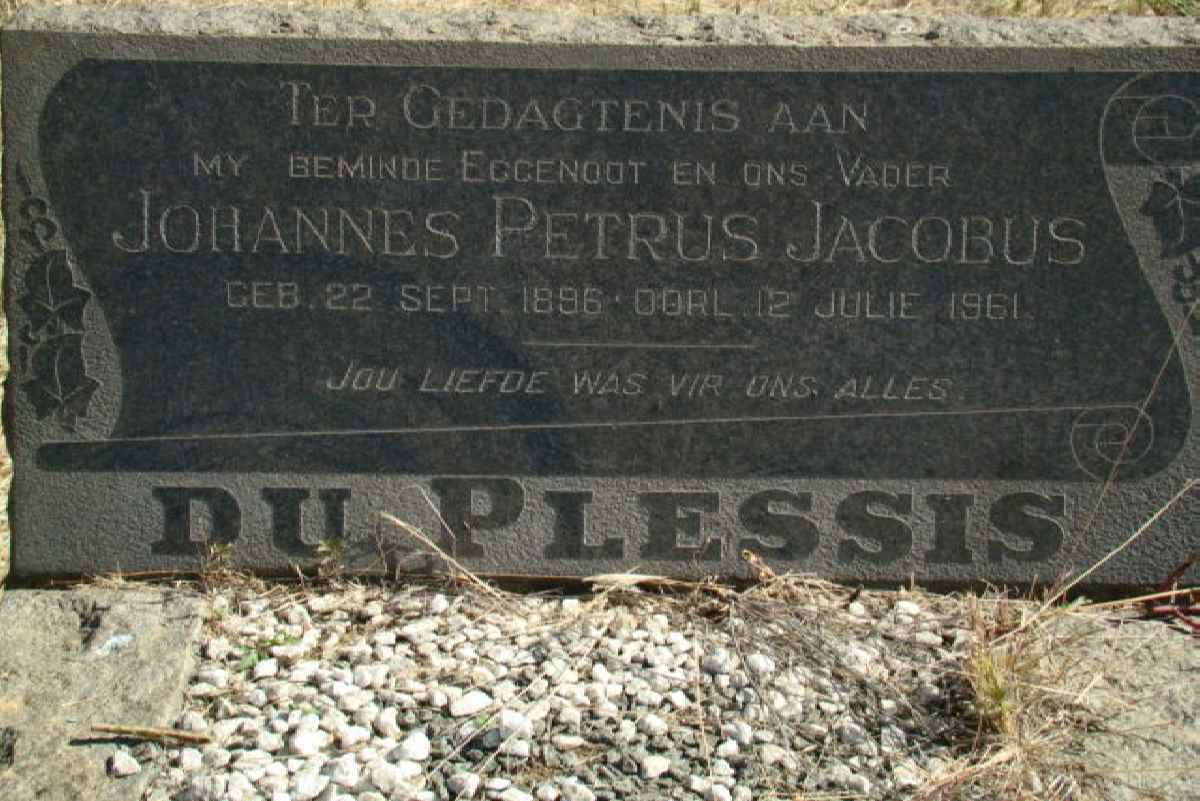 TER GEDAGTENIS AAN
MY BEMINDE EGGENOOT EN ONS VADER
JOHANNES PETRUS JACOBUS
GEB. 22 SEPT. 1896 · OORL. 12 JULIE 1961.
JOU LIEFDE WAS VIR ONS ALLES
DU PLESSIS